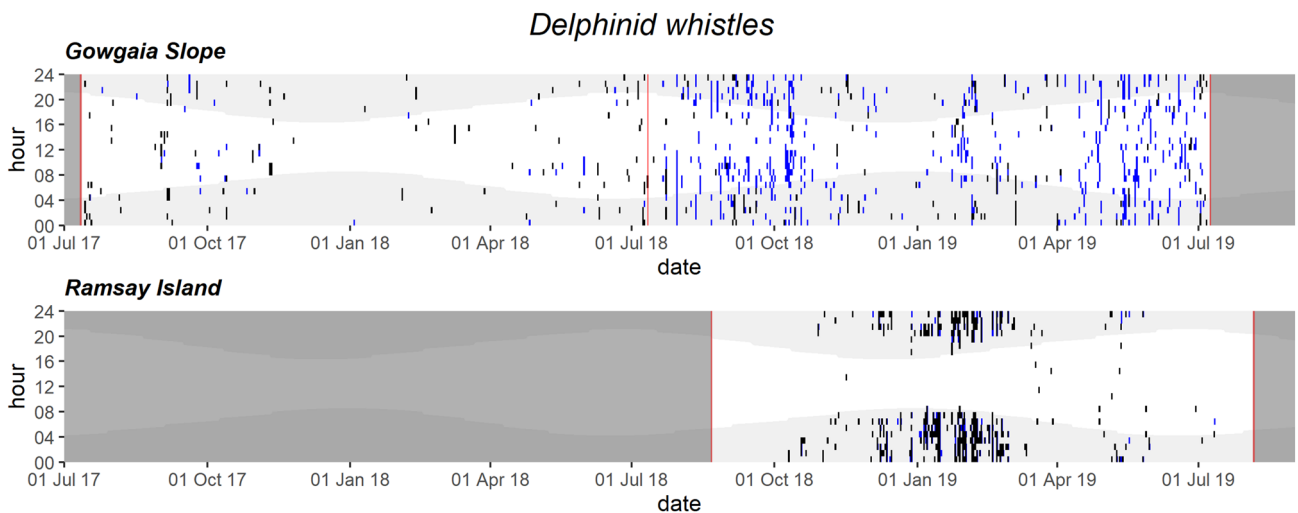 Delphinid whistles
Gowgaia Slope
24
20
16
12
08
04
00
hour
01 Jul 17 01 Oct 17 01 Jan 18 01 Apr 18 01 Jul 18 01 Oct 18 01 Jan 19 01 Apr 19 01 Jul 19
date
Ramsay Island
24
20
16
12
08
04
00
hour
01 Jul 17 01 Oct 17 01 Jan 18 01 Apr 18 01 Jul 18 01 Oct 18 01 Jan 19 01 Apr 19 01 Jul 19
date